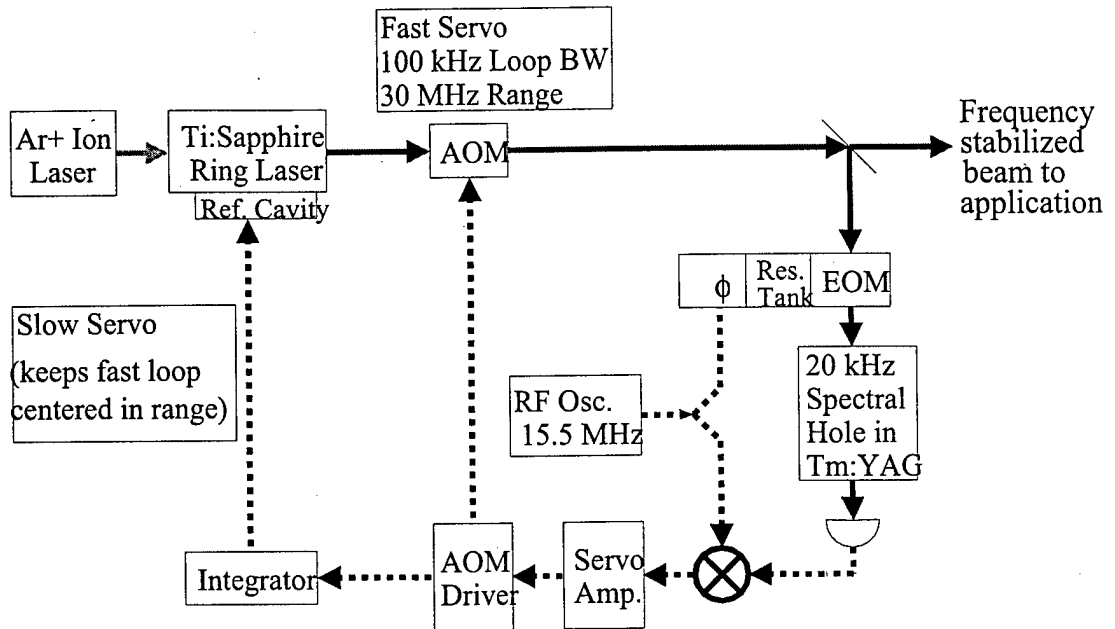 Fast Servo
100 kHz Loop BW
30 MHz Range
Ar+ Ion
Laser
Ti:Sapphire
Ring Laser
Ref. Cavity
AOM
Frequency
stabilized
beam to
application
ϕ
Res.
Tank
EOM
Slow Servo
(keeps fast loop
centered in range)
RF Osc.
15.5 MHz
20 kHz
Spectral
Hole in
Tm:YAG
Integrator
AOM
Driver
Servo
Amp.